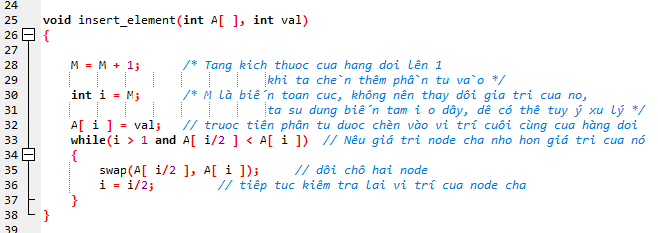 24
25 void insert_element(int A[ ], int val)
26 {
27
28 M = M + 1; /* Tang kich thuoc cua hang doi lên 1
29 khi ta che`n thêm phâ`n tu va`o */
30 int i = M; /* M là biê´n toan cuc, không nên thay dôi gia tri cua no,
31 ta su dung biê´n tam i o dây, dê có thê tuy ý xu lý */
32 A[ i ] = val; // truoc tiên phân tu duoc chèn vào vi trí cuôi cùng cua hàng doi
33 while(i > 1 and A[ i/2 ] < A[ i ]) // Nêu giá tri node cha nho hon giá tri cua nó
34 {
35 swap(A[ i/2 ], A[ i ]); // dôi chô hai node
36 i = i/2; // tiêp tuc kiêm tra lai vi trí cua node cha
37 }
38 }